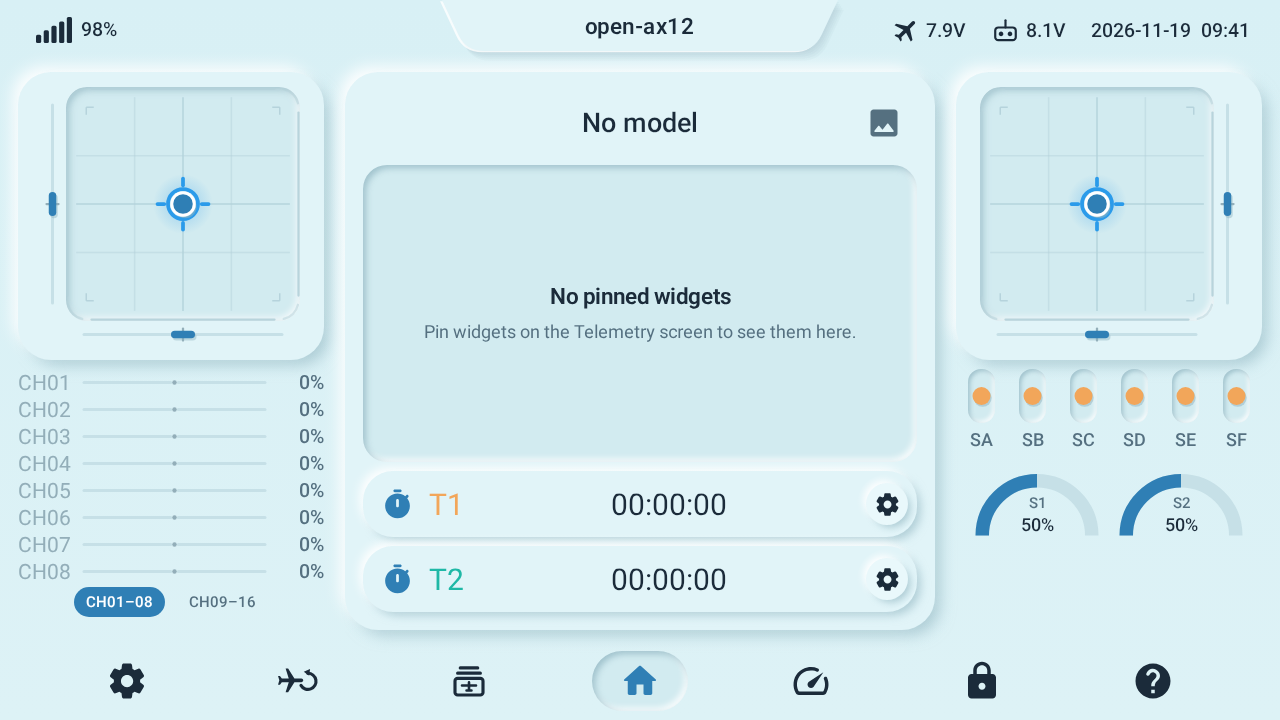 98%
open-ax12
7.9V
8.1V
2026-11-19 09:41
No model
No pinned widgets
Pin widgets on the Telemetry screen to see them here.
T1 00:00:00
T2 00:00:00
CH01 0%
CH02 0%
CH03 0%
CH04 0%
CH05 0%
CH06 0%
CH07 0%
CH08 0%
CH01–08 CH09–16
SA SB SC SD SE SF
S1 S2
50% 50%